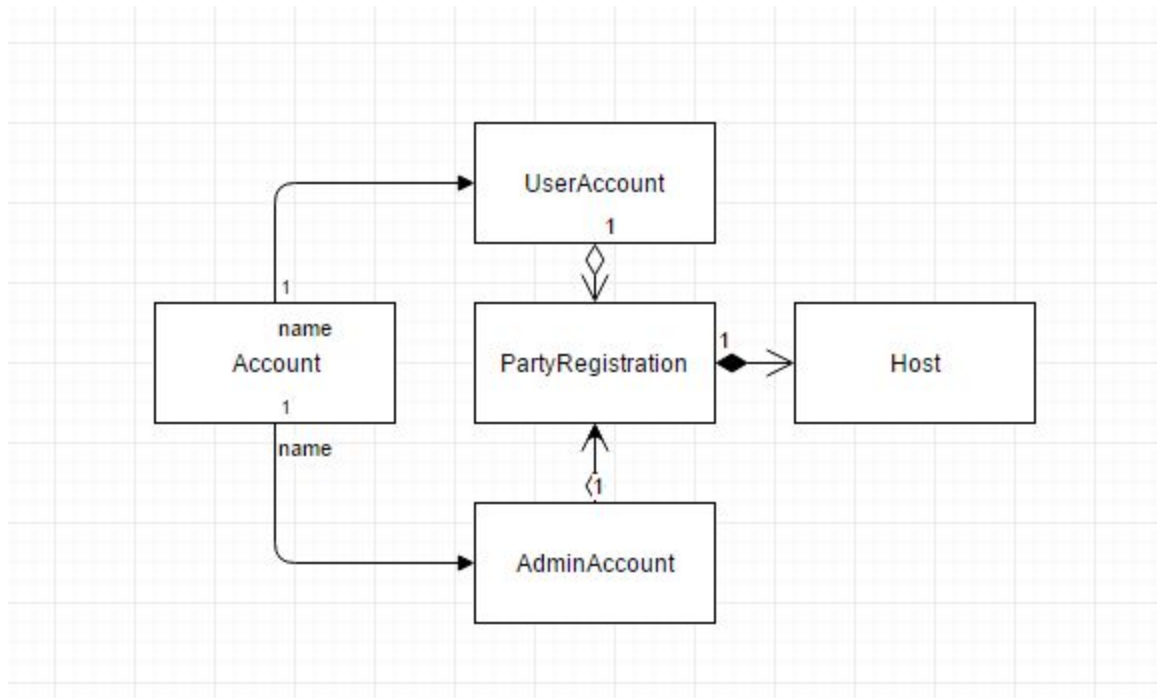 UserAccount
1
1
name
Account
PartyRegistration
1
Host
1
name
1
AdminAccount